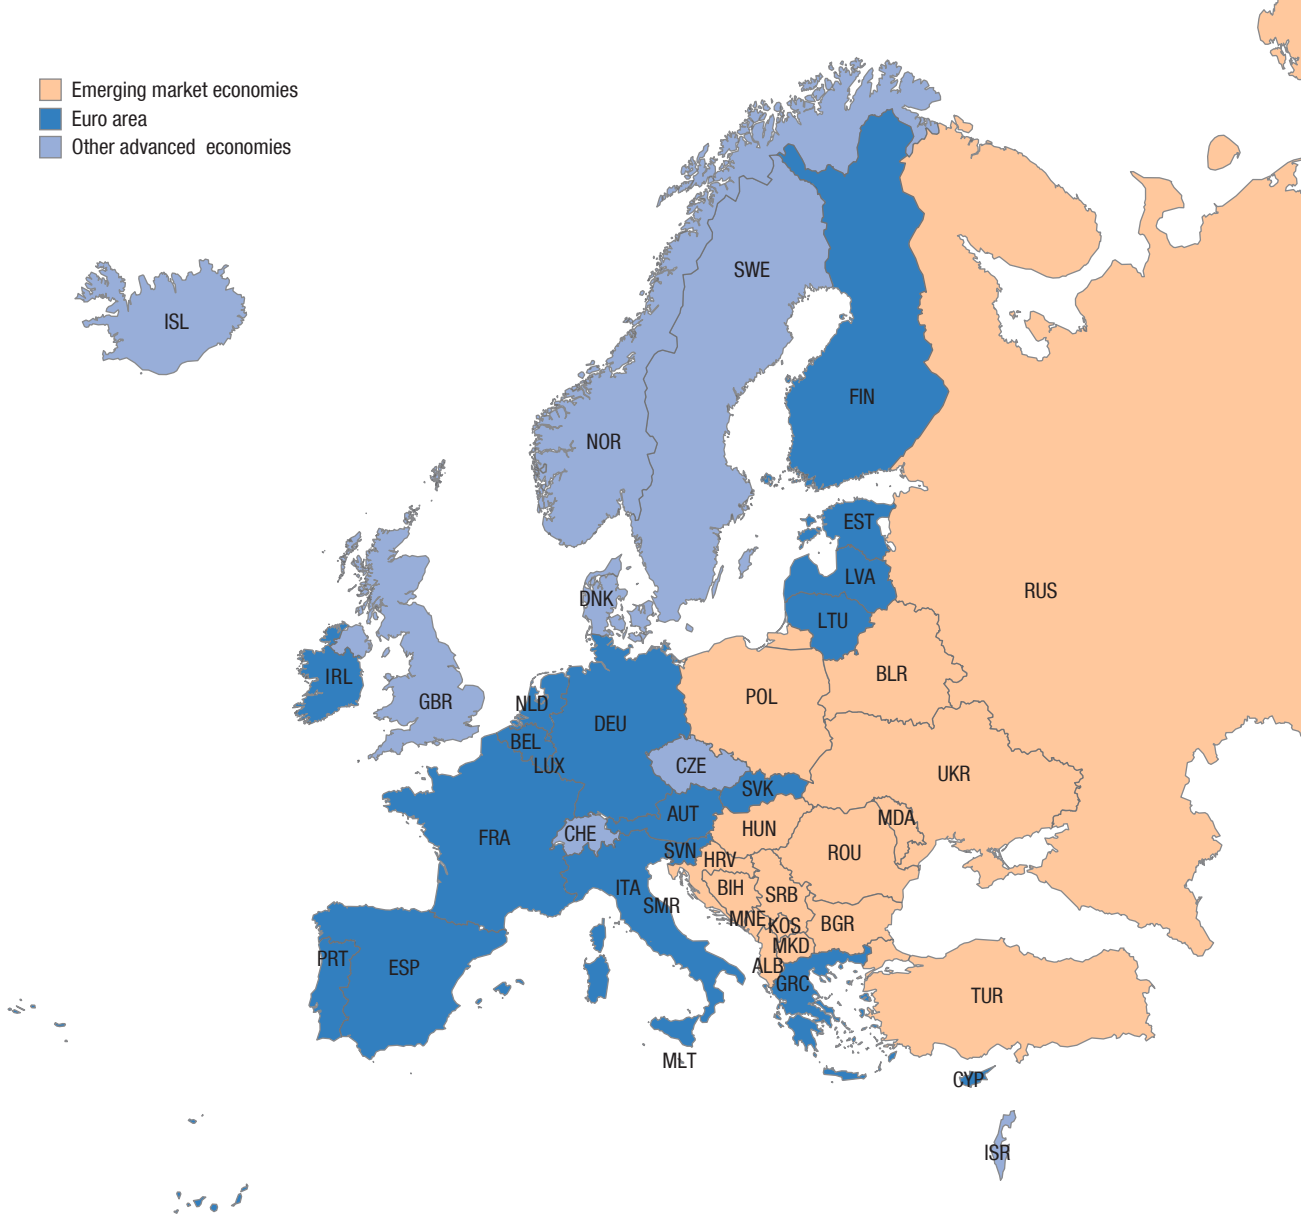 Emerging market economies
Euro area
Other advanced economies
SWE
ISL
FIN
NOR
EST
LVA
RUS
DNK
LTU
IRL
BLR
POL
GBR
NLD
DEU
BEL
LUX
CZE
UKR
SVK
AUT
MDA
HUN
CHE
FRA
SVN
ROU
HRV
ITA
BIH
SRB
SMR
MNE
KOS
BGR
MKD
PRT
ALB
ESP
GRC
TUR
MLT
CYP
ISR